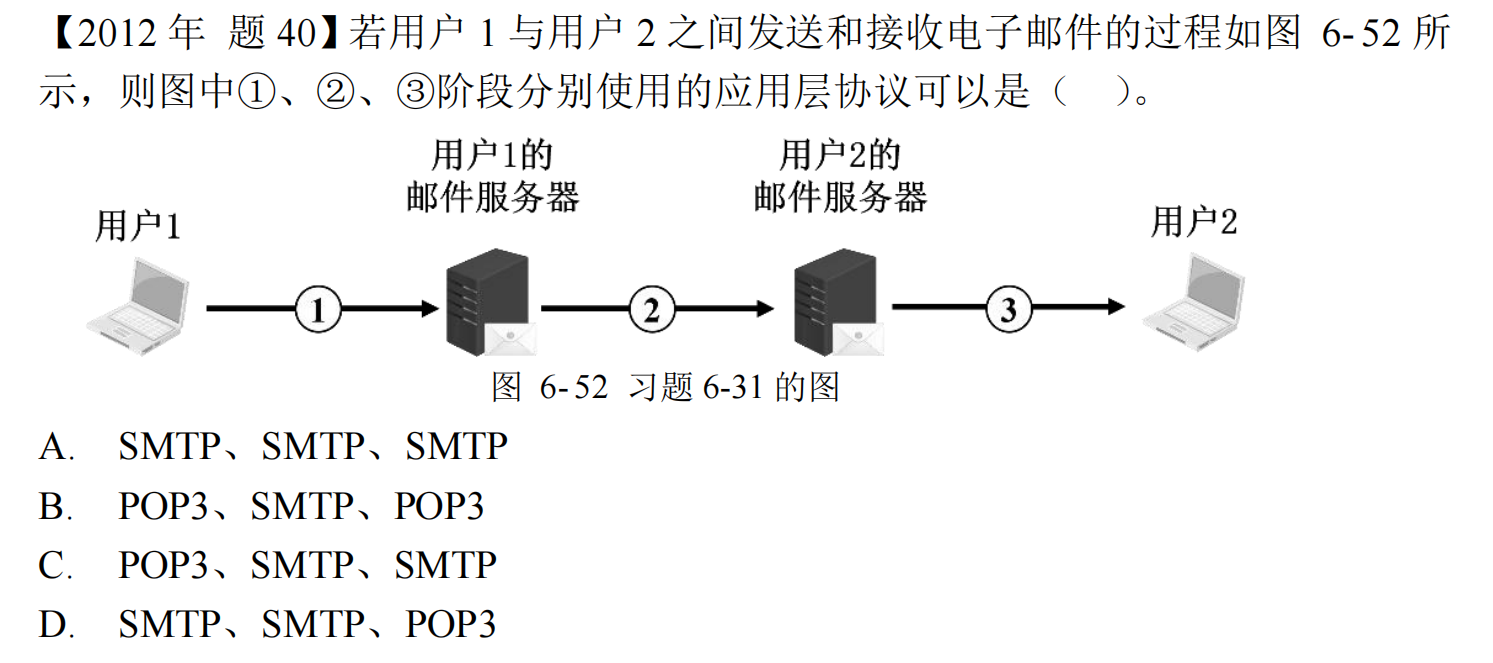 【2012 年 题 40】若用户 1 与用户 2 之间发送和接收电子邮件的过程如图 6-52 所
示，则图中①、②、③阶段分别使用的应用层协议可以是（ ）。
用户1的
邮件服务器
用户2的
邮件服务器
用户1
用户2
1
2
3
图 6-52 习题 6-31 的图
A. SMTP、SMTP、SMTP
B. POP3、SMTP、POP3
C. POP3、SMTP、SMTP
D. SMTP、SMTP、POP3